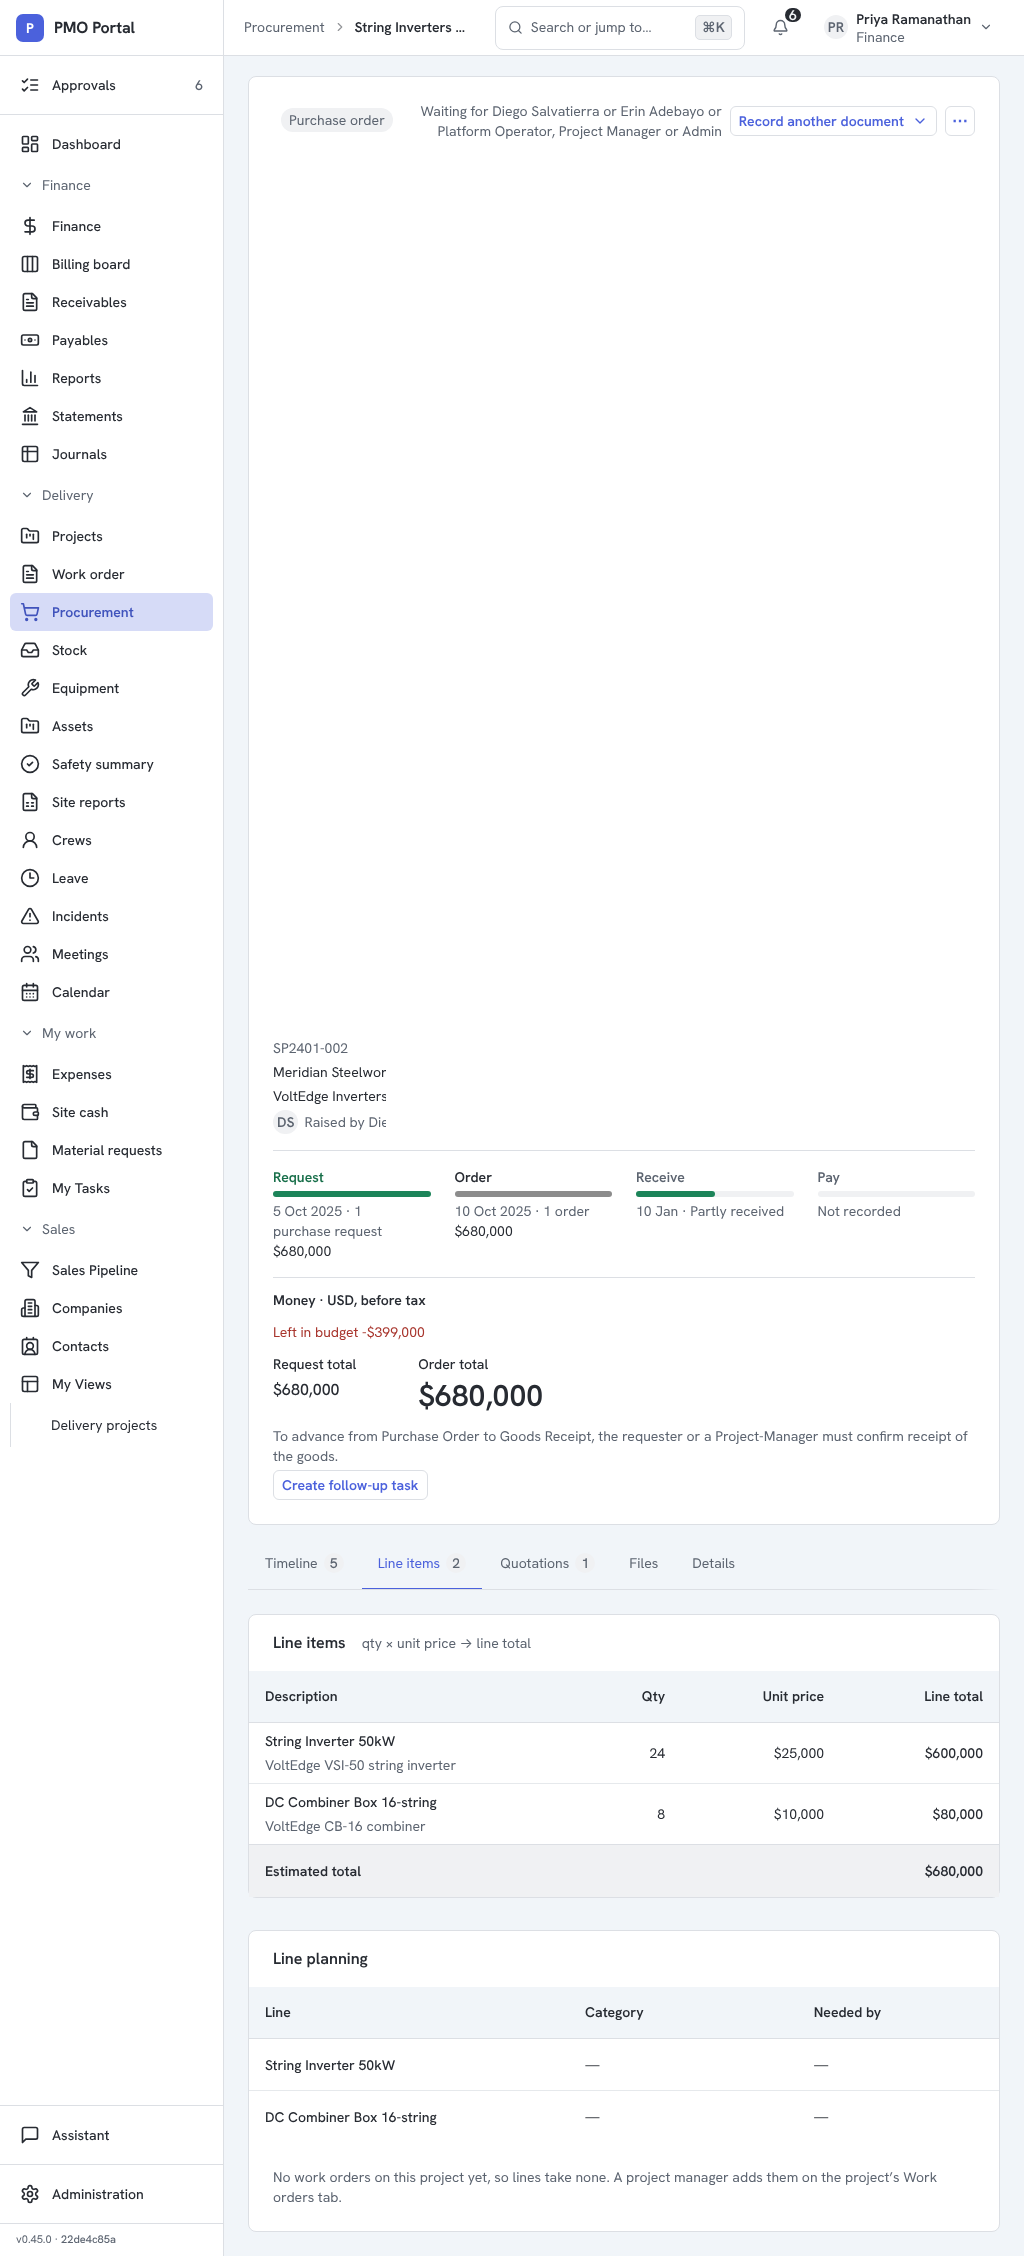 P PMO Portal
Procurement > String Inverters ...
Search or jump to... ⌘K
6
PR Priya Ramanathan
Finance
Approvals 6
Dashboard
Finance
Finance
Billing board
Receivables
Payables
Reports
Statements
Journals
Delivery
Projects
Work order
Procurement
Stock
Equipment
Assets
Safety summary
Site reports
Crews
Leave
Incidents
Meetings
Calendar
My work
Expenses
Site cash
Material requests
My Tasks
Sales
Sales Pipeline
Companies
Contacts
My Views
Delivery projects
Assistant
Administration
v0.45.0 · 22de4c85a
Purchase order
Waiting for Diego Salvatierra or Erin Adebayo or
Platform Operator, Project Manager or Admin
Record another document
SP2401-002
Meridian Steelwor
VoltEdge Inverters
DS Raised by Die
Request Order Receive Pay
5 Oct 2025 · 1
purchase request
$680,000
10 Oct 2025 · 1 order
$680,000
10 Jan · Partly received
Not recorded
Money · USD, before tax
Left in budget -$399,000
Request total Order total
$680,000 $680,000
To advance from Purchase Order to Goods Receipt, the requester or a Project-Manager must confirm receipt of
the goods.
Create follow-up task
Timeline 5 Line items 2 Quotations 1 Files Details
Line items qty × unit price → line total
Description Qty Unit price Line total
String Inverter 50kW
VoltEdge VSI-50 string inverter
24 $25,000 $600,000
DC Combiner Box 16-string
VoltEdge CB-16 combiner
8 $10,000 $80,000
Estimated total $680,000
Line planning
Line Category Needed by
String Inverter 50kW — —
DC Combiner Box 16-string — —
No work orders on this project yet, so lines take none. A project manager adds them on the project’s Work
orders tab.